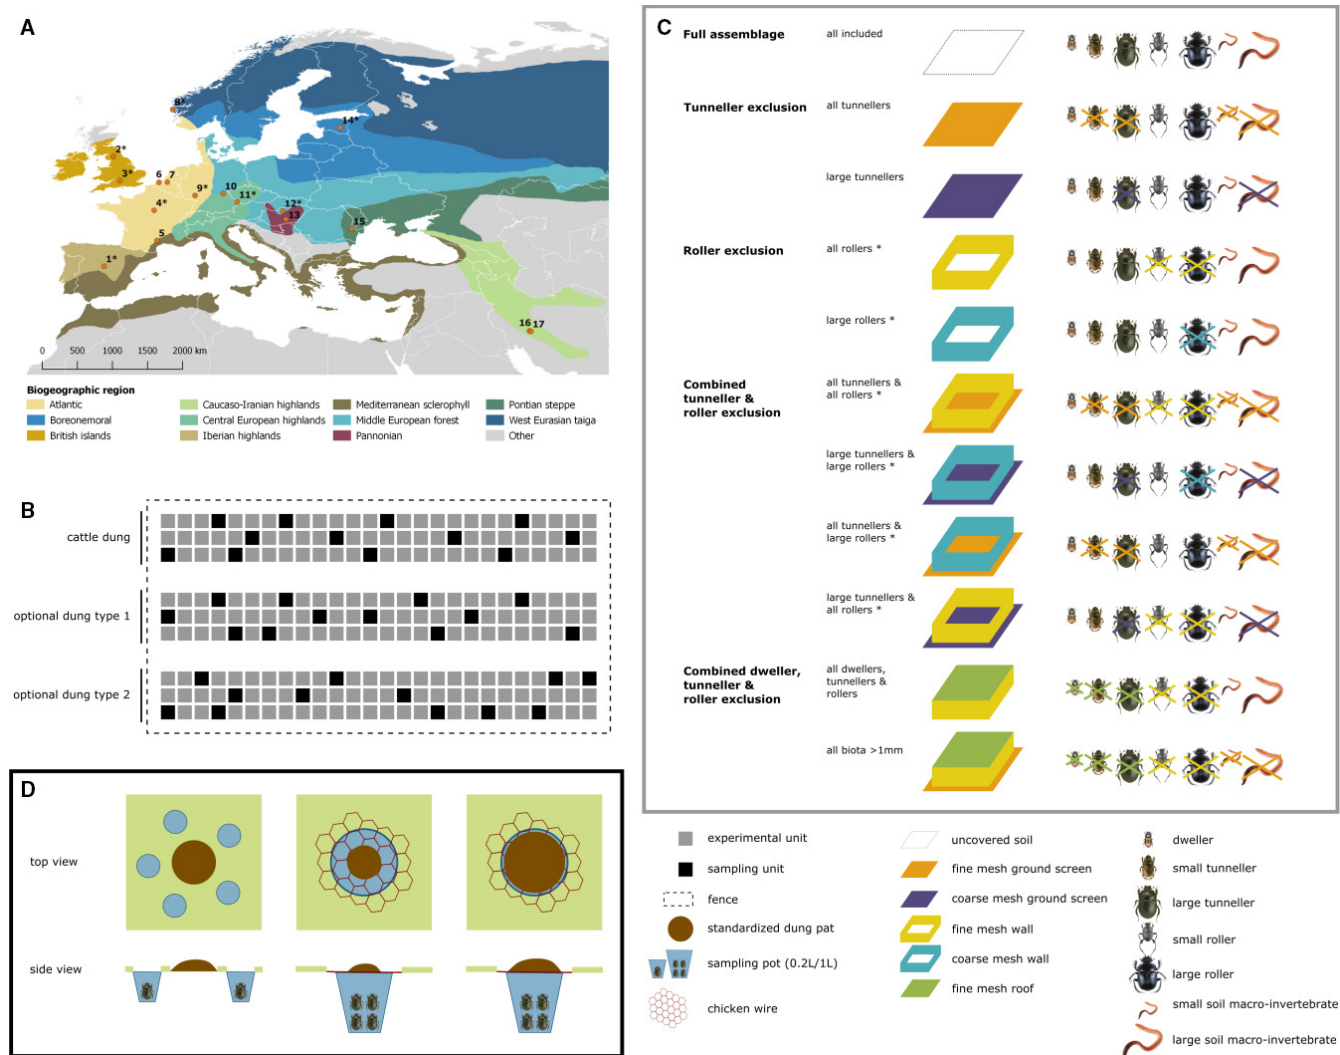 A
8*
14*
2*
3*
6 7
9*
10
11*
4*
12*
13
15
5
1*
16 17
0 500 1000 2000 km
Biogeographic region
Atlantic
Boreonemoral
British islands
Caucaso-Iranian highlands
Central European highlands
Iberian highlands
Mediterranean sclerophyll
Middle European forest
Pannonian
Pontian steppe
West Eurasian taiga
Other
B
cattle dung
optional dung type 1
optional dung type 2
C
Full assemblage
all included
Tunneller exclusion
all tunnellers
large tunnellers
Roller exclusion
all rollers *
large rollers *
Combined
tunneller &
roller exclusion
all tunnellers &
all rollers *
large tunnellers &
large rollers *
all tunnellers &
large rollers *
large tunnellers &
all rollers *
Combined dweller,
tunneller &
roller exclusion
all dwellers,
tunnellers &
rollers
all biota >1mm
D
top view
side view
experimental unit
sampling unit
fence
standardized dung pat
sampling pot (0.2L/1L)
chicken wire
uncovered soil
fine mesh ground screen
coarse mesh ground screen
fine mesh wall
coarse mesh wall
fine mesh roof
dweller
small tunneller
large tunneller
small roller
large roller
small soil macro-invertebrate
large soil macro-invertebrate